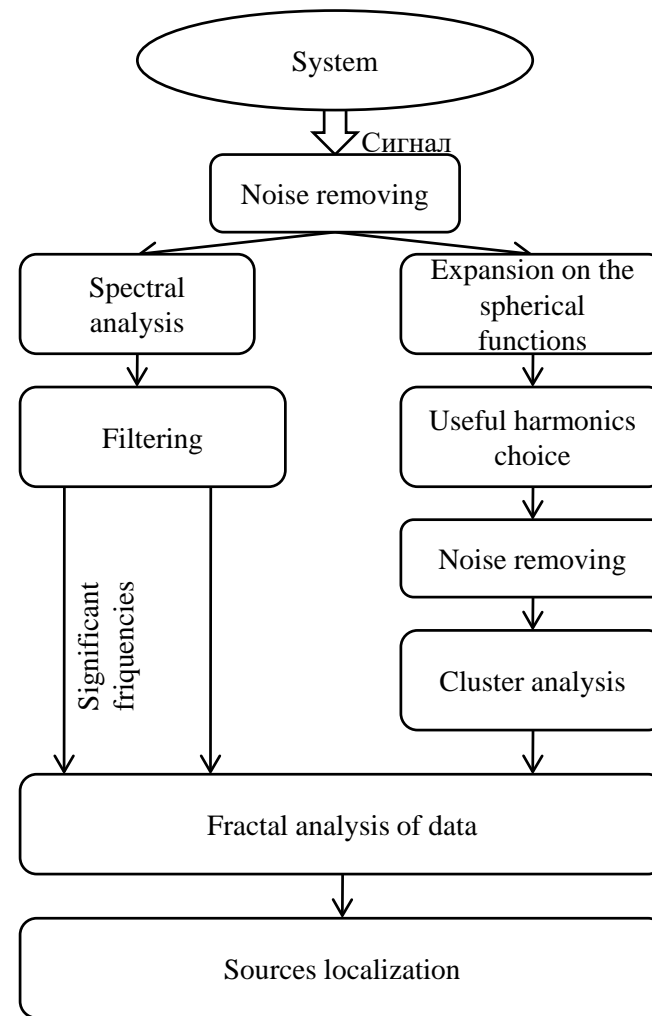 System
Сигнал
Noise removing
Spectral
analysis
Expansion on the
spherical
functions
Filtering
Useful harmonics
choice
Noise removing
Significant
friquencies
Cluster analysis
Fractal analysis of data
Sources localization